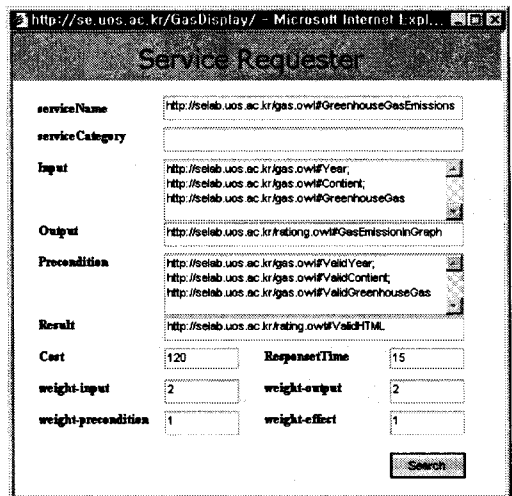 http://se.uos.ac.kr/GasDisplay/ - Microsoft Internet Expl...
Service Requester
serviceName http://selab.uos.ac.kr/gas.owl#GreenhouseGasEmissions
serviceCategory
Input http://selab.uos.ac.kr/gas.owl#Year;
http://selab.uos.ac.kr/gas.owl#Contient;
http://selab.uos.ac.kr/gas.owl#GreenhouseGas
Output http://selab.uos.ac.kr/rationg.owl#GasEmissionInGraph
Precondition http://selab.uos.ac.kr/gas.owl#ValidYear;
http://selab.uos.ac.kr/gas.owl#ValidContient;
http://selab.uos.ac.kr/gas.owl#ValidGreenhouseGas
Result http://selab.uos.ac.kr/rating.owl#ValidHTML
Cost 120 ResponsetTime 15
weight-input 2 weight-output 2
weight-precondition 1 weight-effect 1
Search